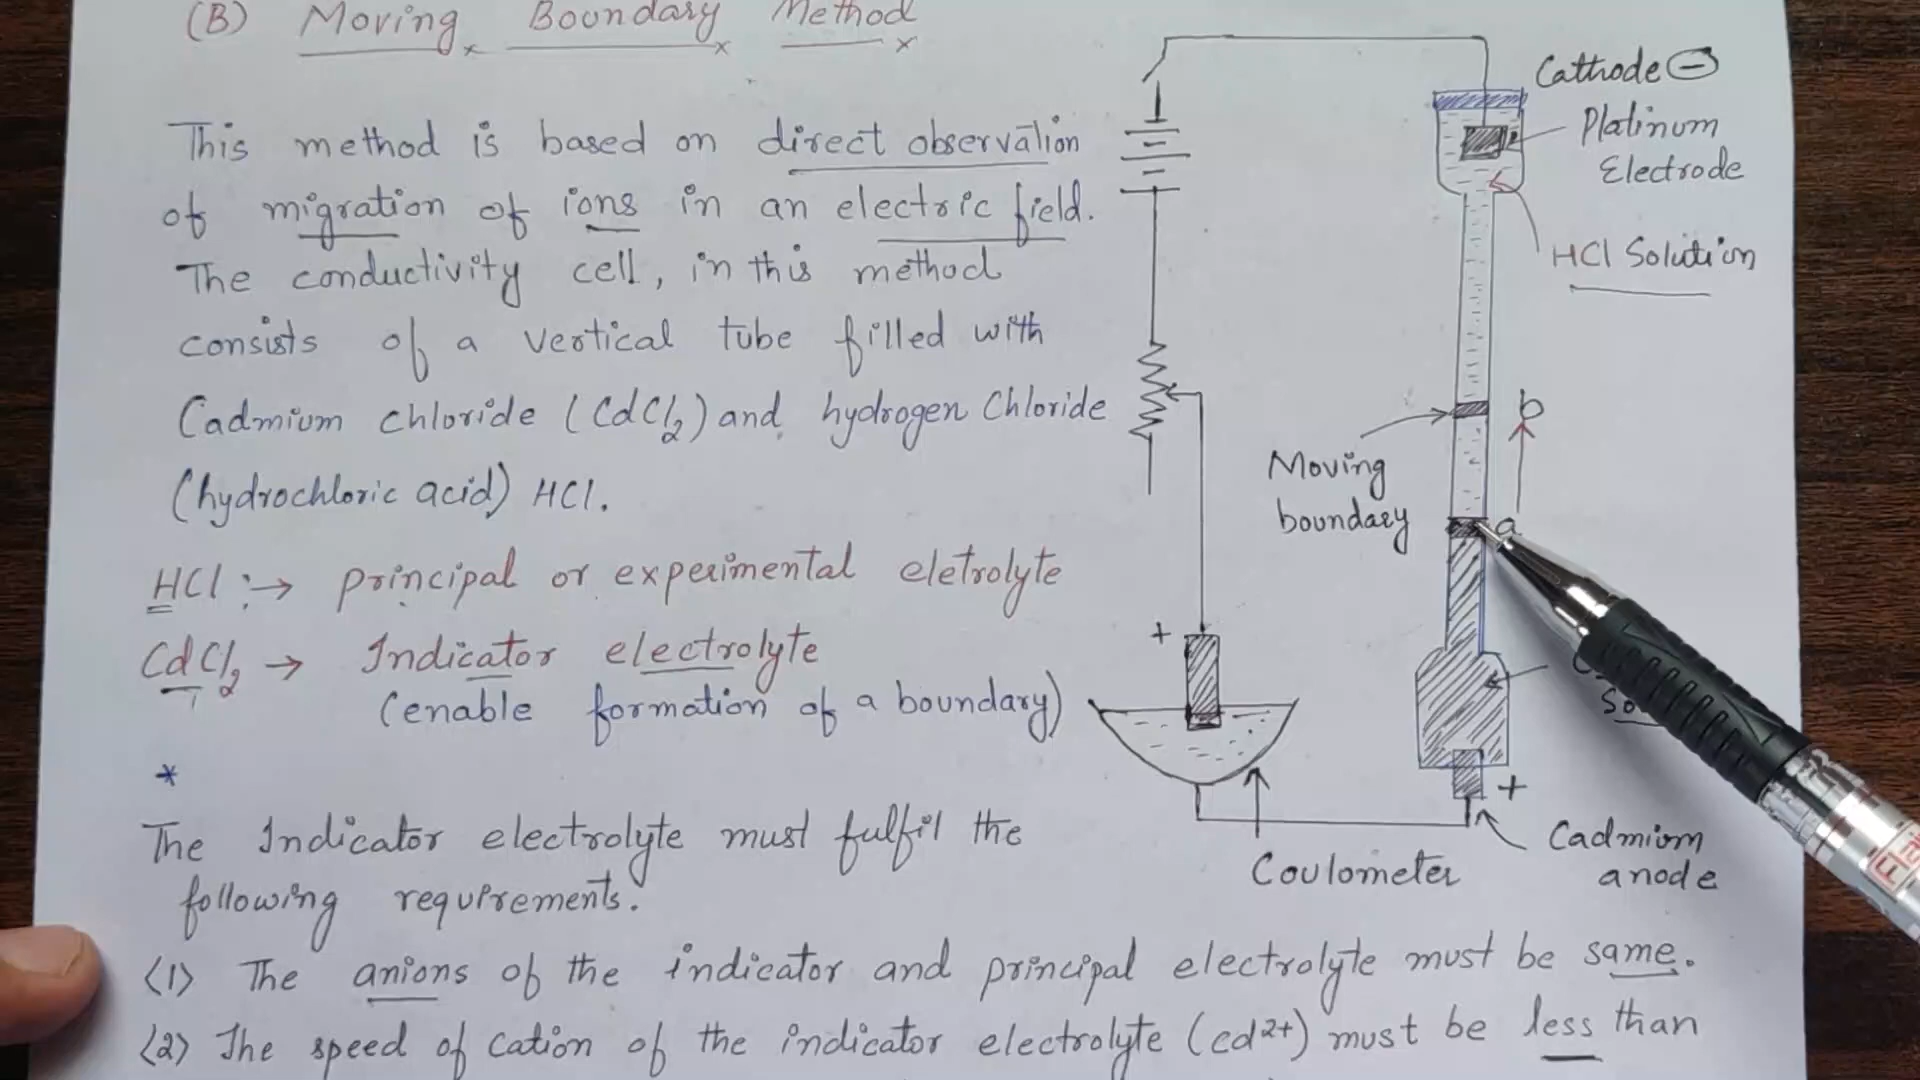 (B) Moving Boundary Method
This method is based on direct observation
of migration of ions in an electric field.
The conductivity cell, in this method
consists of a vertical tube filled with
Cadmium chloride (CdCl2) and hydrogen Chloride
(hydrochloric acid) HCl.
HCl :→ principal or experimental eletrolyte
CdCl2 → Indicator electrolyte
(enable formation of a boundary)
*
The Indicator electrolyte must fulfil the
following requirements.
(1) The anions of the indicator and principal electrolyte must be same.
(2) The speed of cation of the indicator electrolyte (cd2+) must be less than
Cathode ⊖
Platinum
Electrode
HCl Solution
b
Moving
boundary
a
+
+
Coulometer
Cadmium
anode